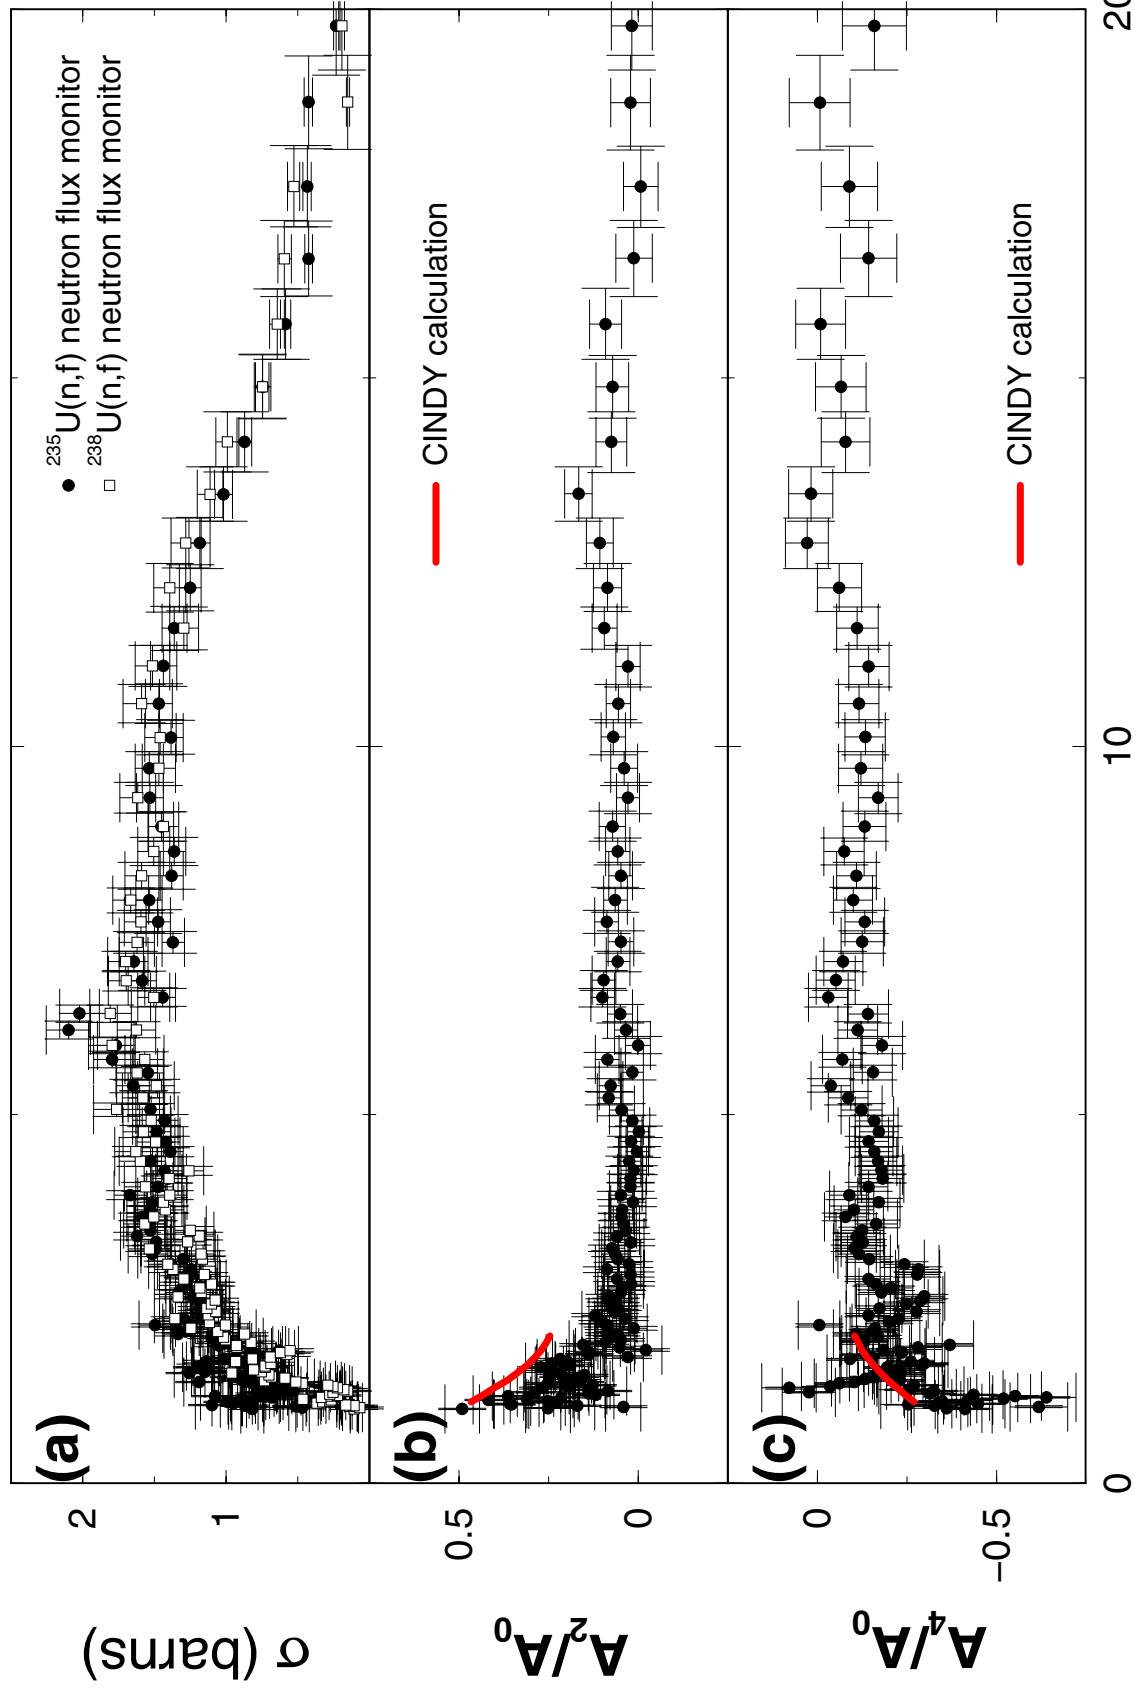 (a)
²³⁵U(n,f) neutron flux monitor
²³⁸U(n,f) neutron flux monitor
2
1
σ (barns)
(b)
CINDY calculation
0.5
0
A₂/A₀
(c)
CINDY calculation
0
−0.5
A₄/A₀
0
10